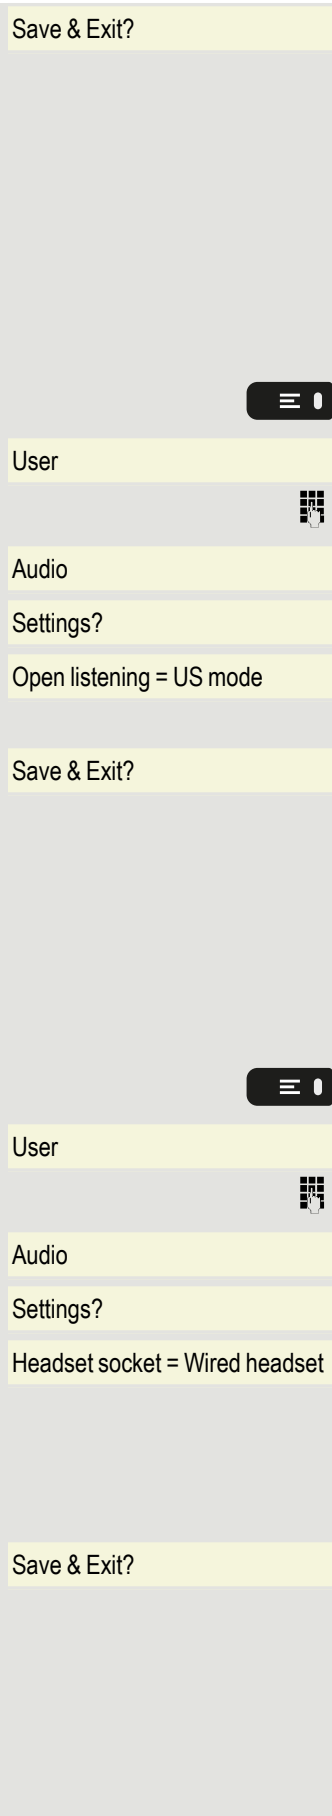 Save & Exit?
User
Audio
Settings?
Open listening = US mode
Save & Exit?
User
Audio
Settings?
Headset socket = Wired headset
Save & Exit?